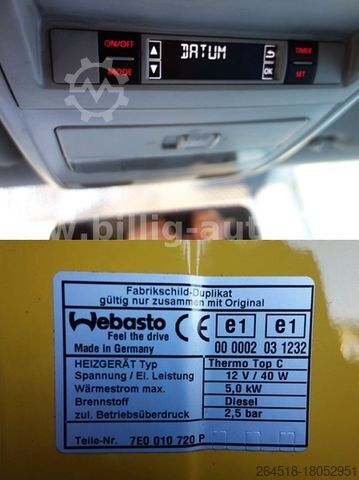 ON/OFF
MODE
DATUM
OK
TIMER
SET
www.billig-aut
Fabrikschild-Duplikat
gültig nur zusammen mit Original
Webasto
Feel the drive
Made in Germany
CE e1 e1
00 0002 03 1232
HEIZGERÄT Typ Thermo Top C
Spannung / El. Leistung 12 V / 40 W
Wärmestrom max. 5,0 kW
Brennstoff Diesel
zul. Betriebsüberdruck 2,5 bar
Teile-Nr. 7E0 010 720 P
264518-18052951